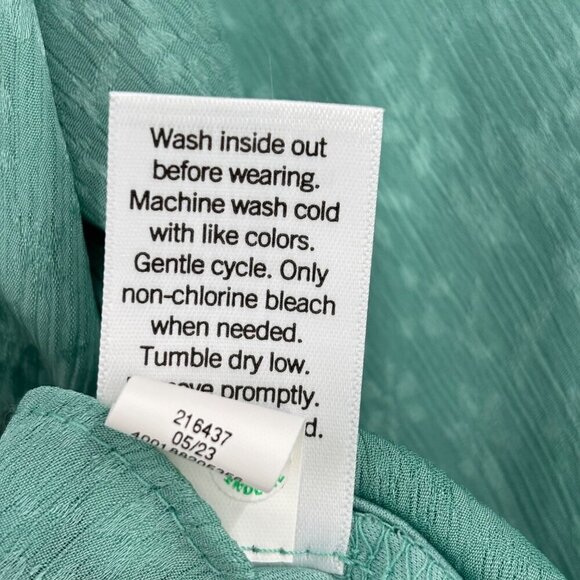 Wash inside out
before wearing.
Machine wash cold
with like colors.
Gentle cycle. Only
non-chlorine bleach
when needed.
Tumble dry low.
promptly.
d.
216437
05/23